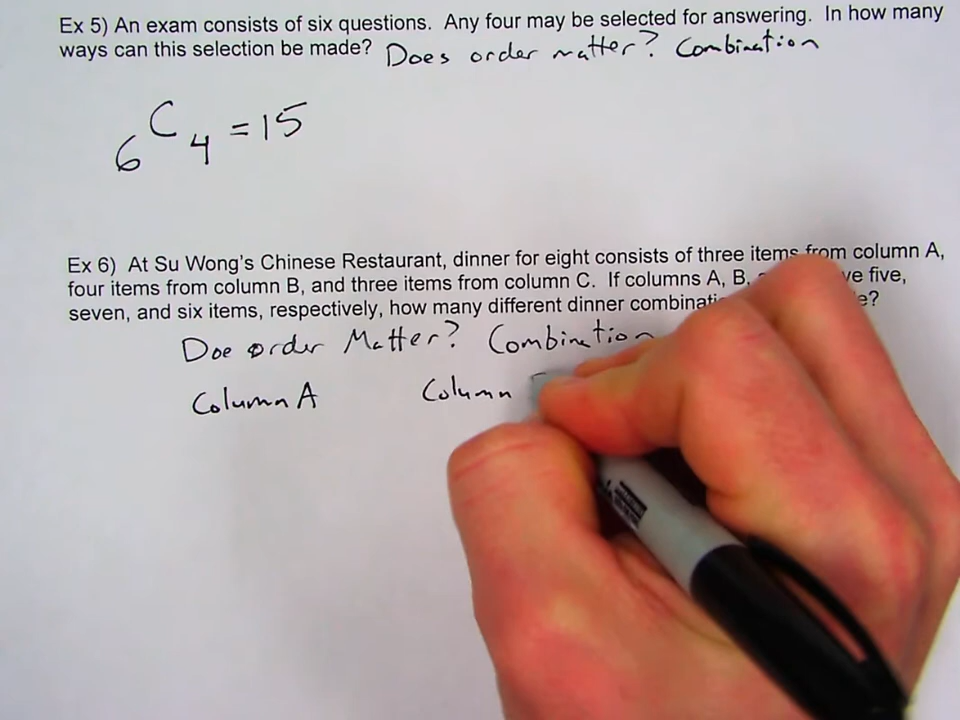 Ex 5) An exam consists of six questions. Any four may be selected for answering. In how many
ways can this selection be made? Does order matter? Combination
6C4 = 15
Ex 6) At Su Wong's Chinese Restaurant, dinner for eight consists of three items from column A,
four items from column B, and three items from column C. If columns A, B, five,
seven, and six items, respectively, how many different dinner
Doe order Matter? Combination
Column A Column